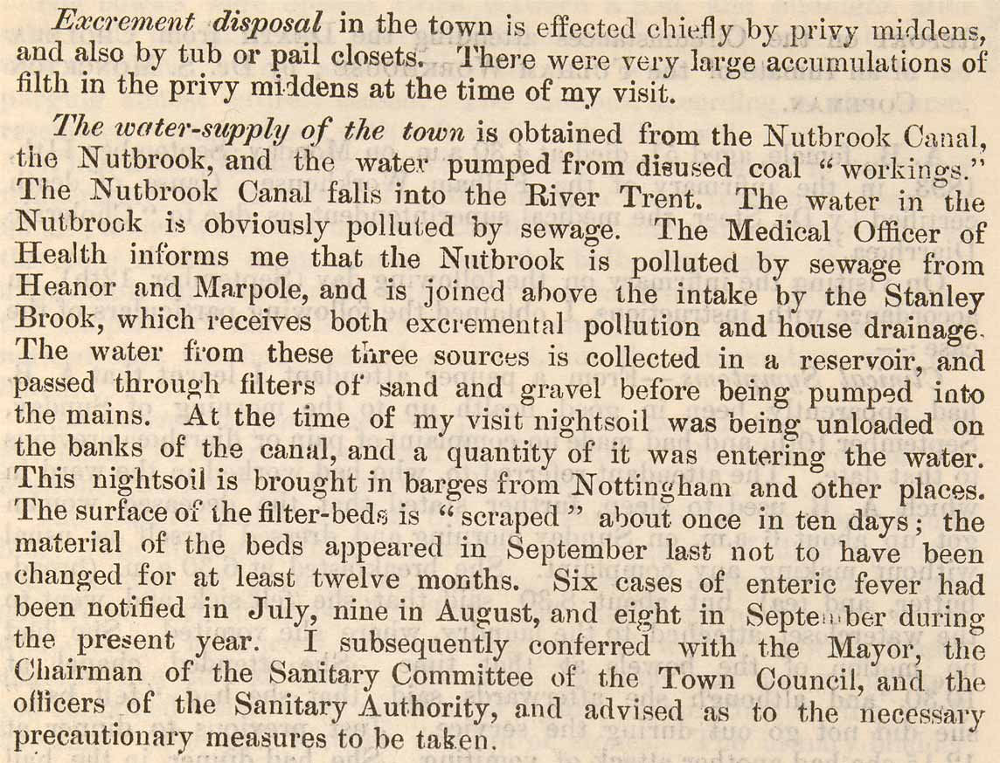 Excrement disposal in the town is effected chiefly by privy middens,
and also by tub or pail closets. There were very large accumulations of
filth in the privy middens at the time of my visit.
The water-supply of the town is obtained from the Nutbrook Canal,
the Nutbrook, and the water pumped from disused coal “workings.”
The Nutbrook Canal falls into the River Trent. The water in the
Nutbrook is obviously polluted by sewage. The Medical Officer of
Health informs me that the Nutbrook is polluted by sewage from
Heanor and Marpole, and is joined above the intake by the Stanley
Brook, which receives both excremental pollution and house drainage.
The water from these three sources is collected in a reservoir, and
passed through filters of sand and gravel before being pumped into
the mains. At the time of my visit nightsoil was being unloaded on
the banks of the canal, and a quantity of it was entering the water.
This nightsoil is brought in barges from Nottingham and other places.
The surface of the filter-beds is “scraped” about once in ten days; the
material of the beds appeared in September last not to have been
changed for at least twelve months. Six cases of enteric fever had
been notified in July, nine in August, and eight in September during
the present year. I subsequently conferred with the Mayor, the
Chairman of the Sanitary Committee of the Town Council, and the
officers of the Sanitary Authority, and advised as to the necessary
precautionary measures to be taken.